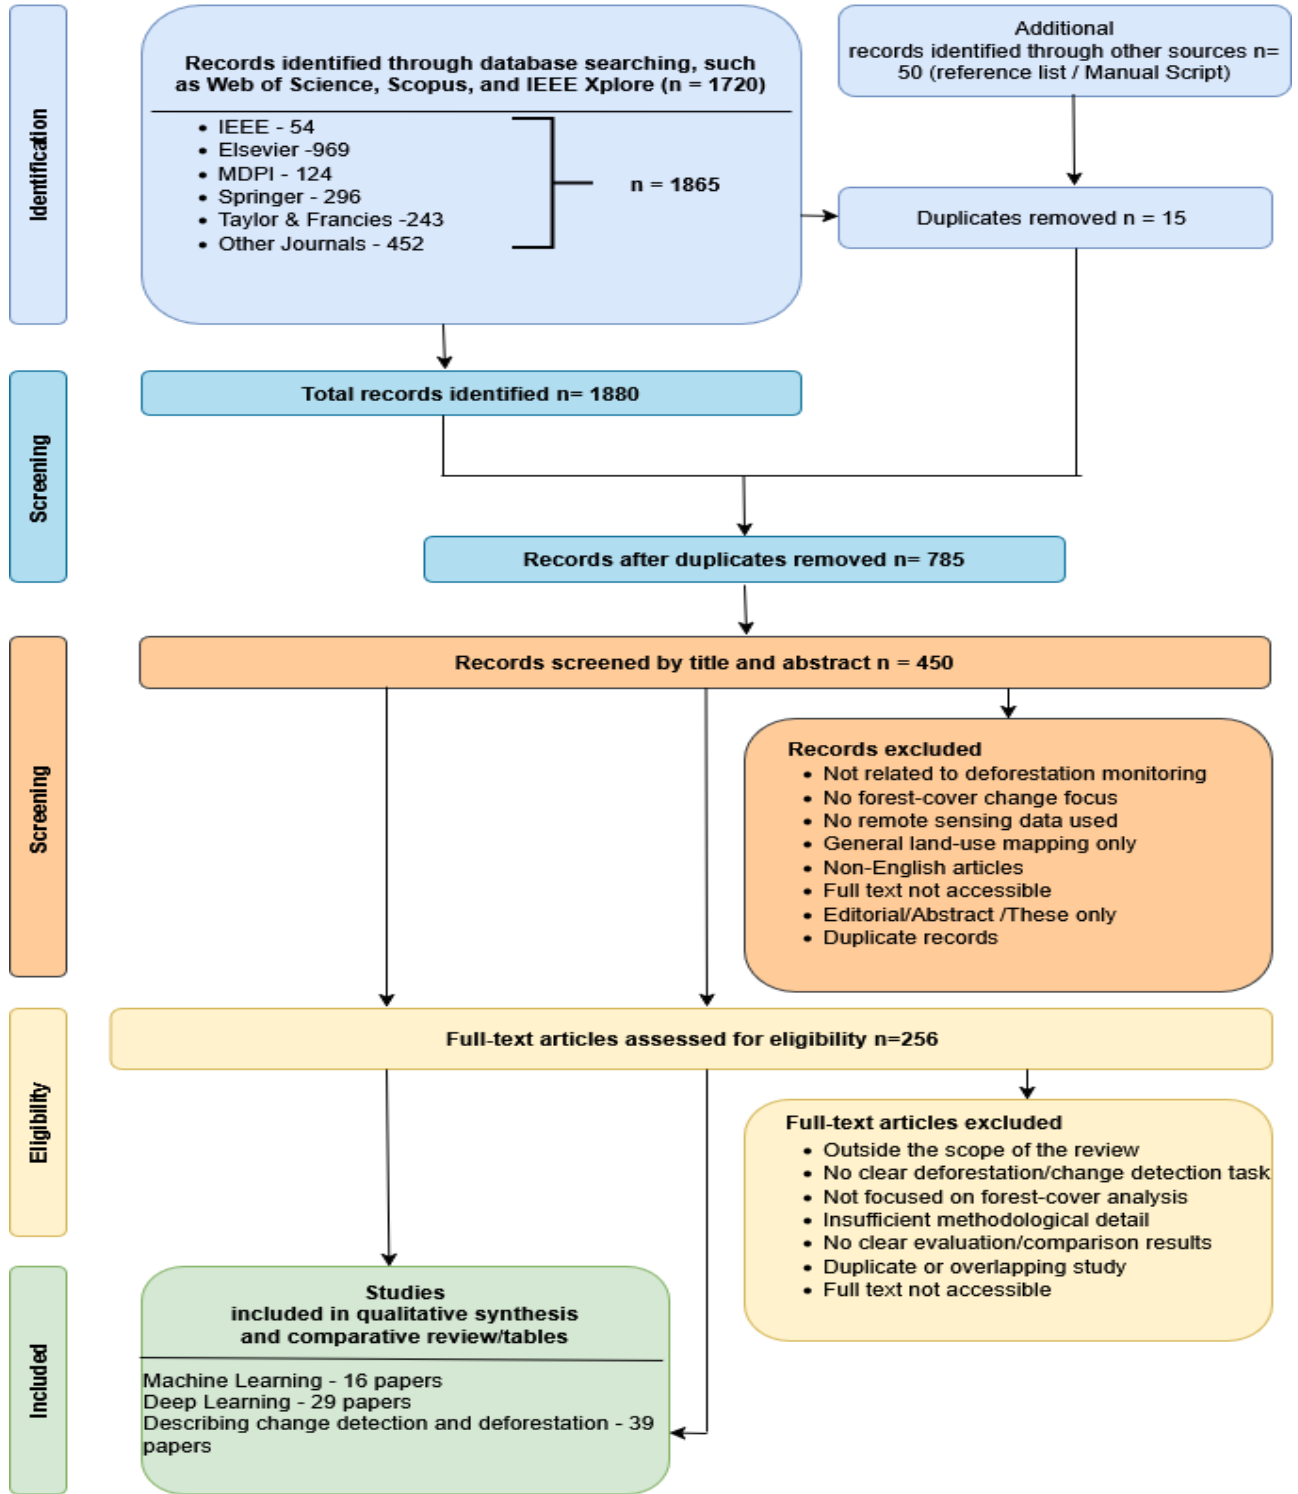 Identification
Records identified through database searching, such
as Web of Science, Scopus, and IEEE Xplore (n = 1720)
• IEEE - 54
• Elsevier -969
• MDPI - 124
• Springer - 296
• Taylor & Francies -243
• Other Journals - 452
n = 1865
Additional
records identified through other sources n=
50 (reference list / Manual Script)
Duplicates removed n = 15
Screening
Total records identified n= 1880
Records after duplicates removed n= 785
Screening
Records screened by title and abstract n = 450
Records excluded
• Not related to deforestation monitoring
• No forest-cover change focus
• No remote sensing data used
• General land-use mapping only
• Non-English articles
• Full text not accessible
• Editorial/Abstract /These only
• Duplicate records
Eligibility
Full-text articles assessed for eligibility n=256
Full-text articles excluded
• Outside the scope of the review
• No clear deforestation/change detection task
• Not focused on forest-cover analysis
• Insufficient methodological detail
• No clear evaluation/comparison results
• Duplicate or overlapping study
• Full text not accessible
Included
Studies
included in qualitative synthesis
and comparative review/tables
Machine Learning - 16 papers
Deep Learning - 29 papers
Describing change detection and deforestation - 39
papers